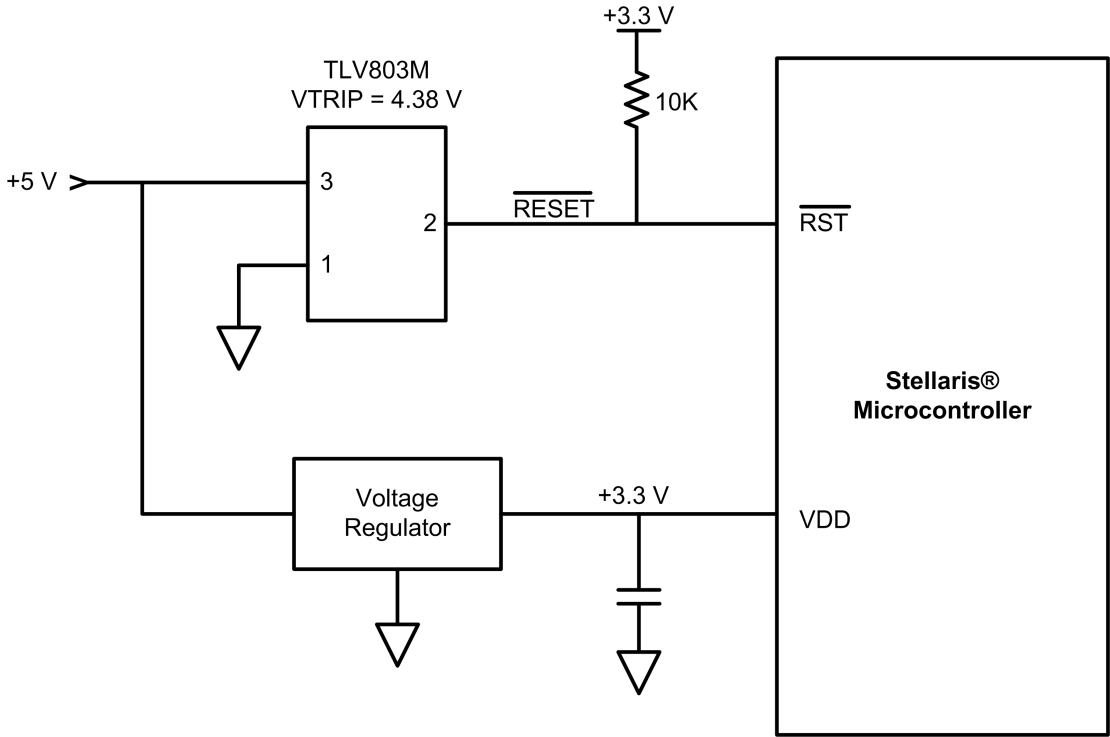 +3.3 V
TLV803M
VTRIP = 4.38 V
10K
+5 V
3
2
RESET
RST
1
Stellaris®
Microcontroller
Voltage
Regulator
+3.3 V
VDD